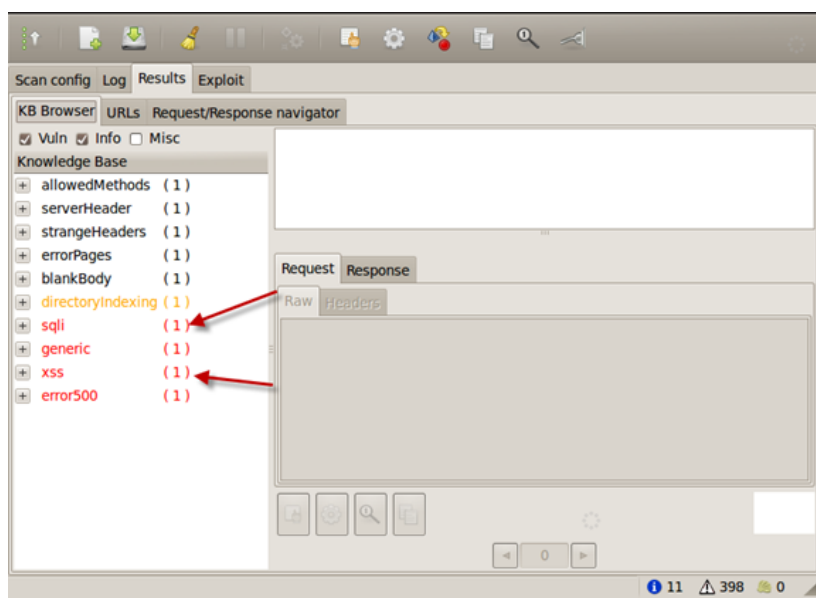 Scan config Log Results Exploit
KB Browser URLs Request/Response navigator
Vuln Info Misc
Knowledge Base
allowedMethods ( 1 )
serverHeader ( 1 )
strangeHeaders ( 1 )
errorPages ( 1 )
blankBody ( 1 )
directoryIndexing ( 1 )
sqli ( 1 )
generic ( 1 )
xss ( 1 )
error500 ( 1 )
Request Response
Raw Headers
0
11 398 0